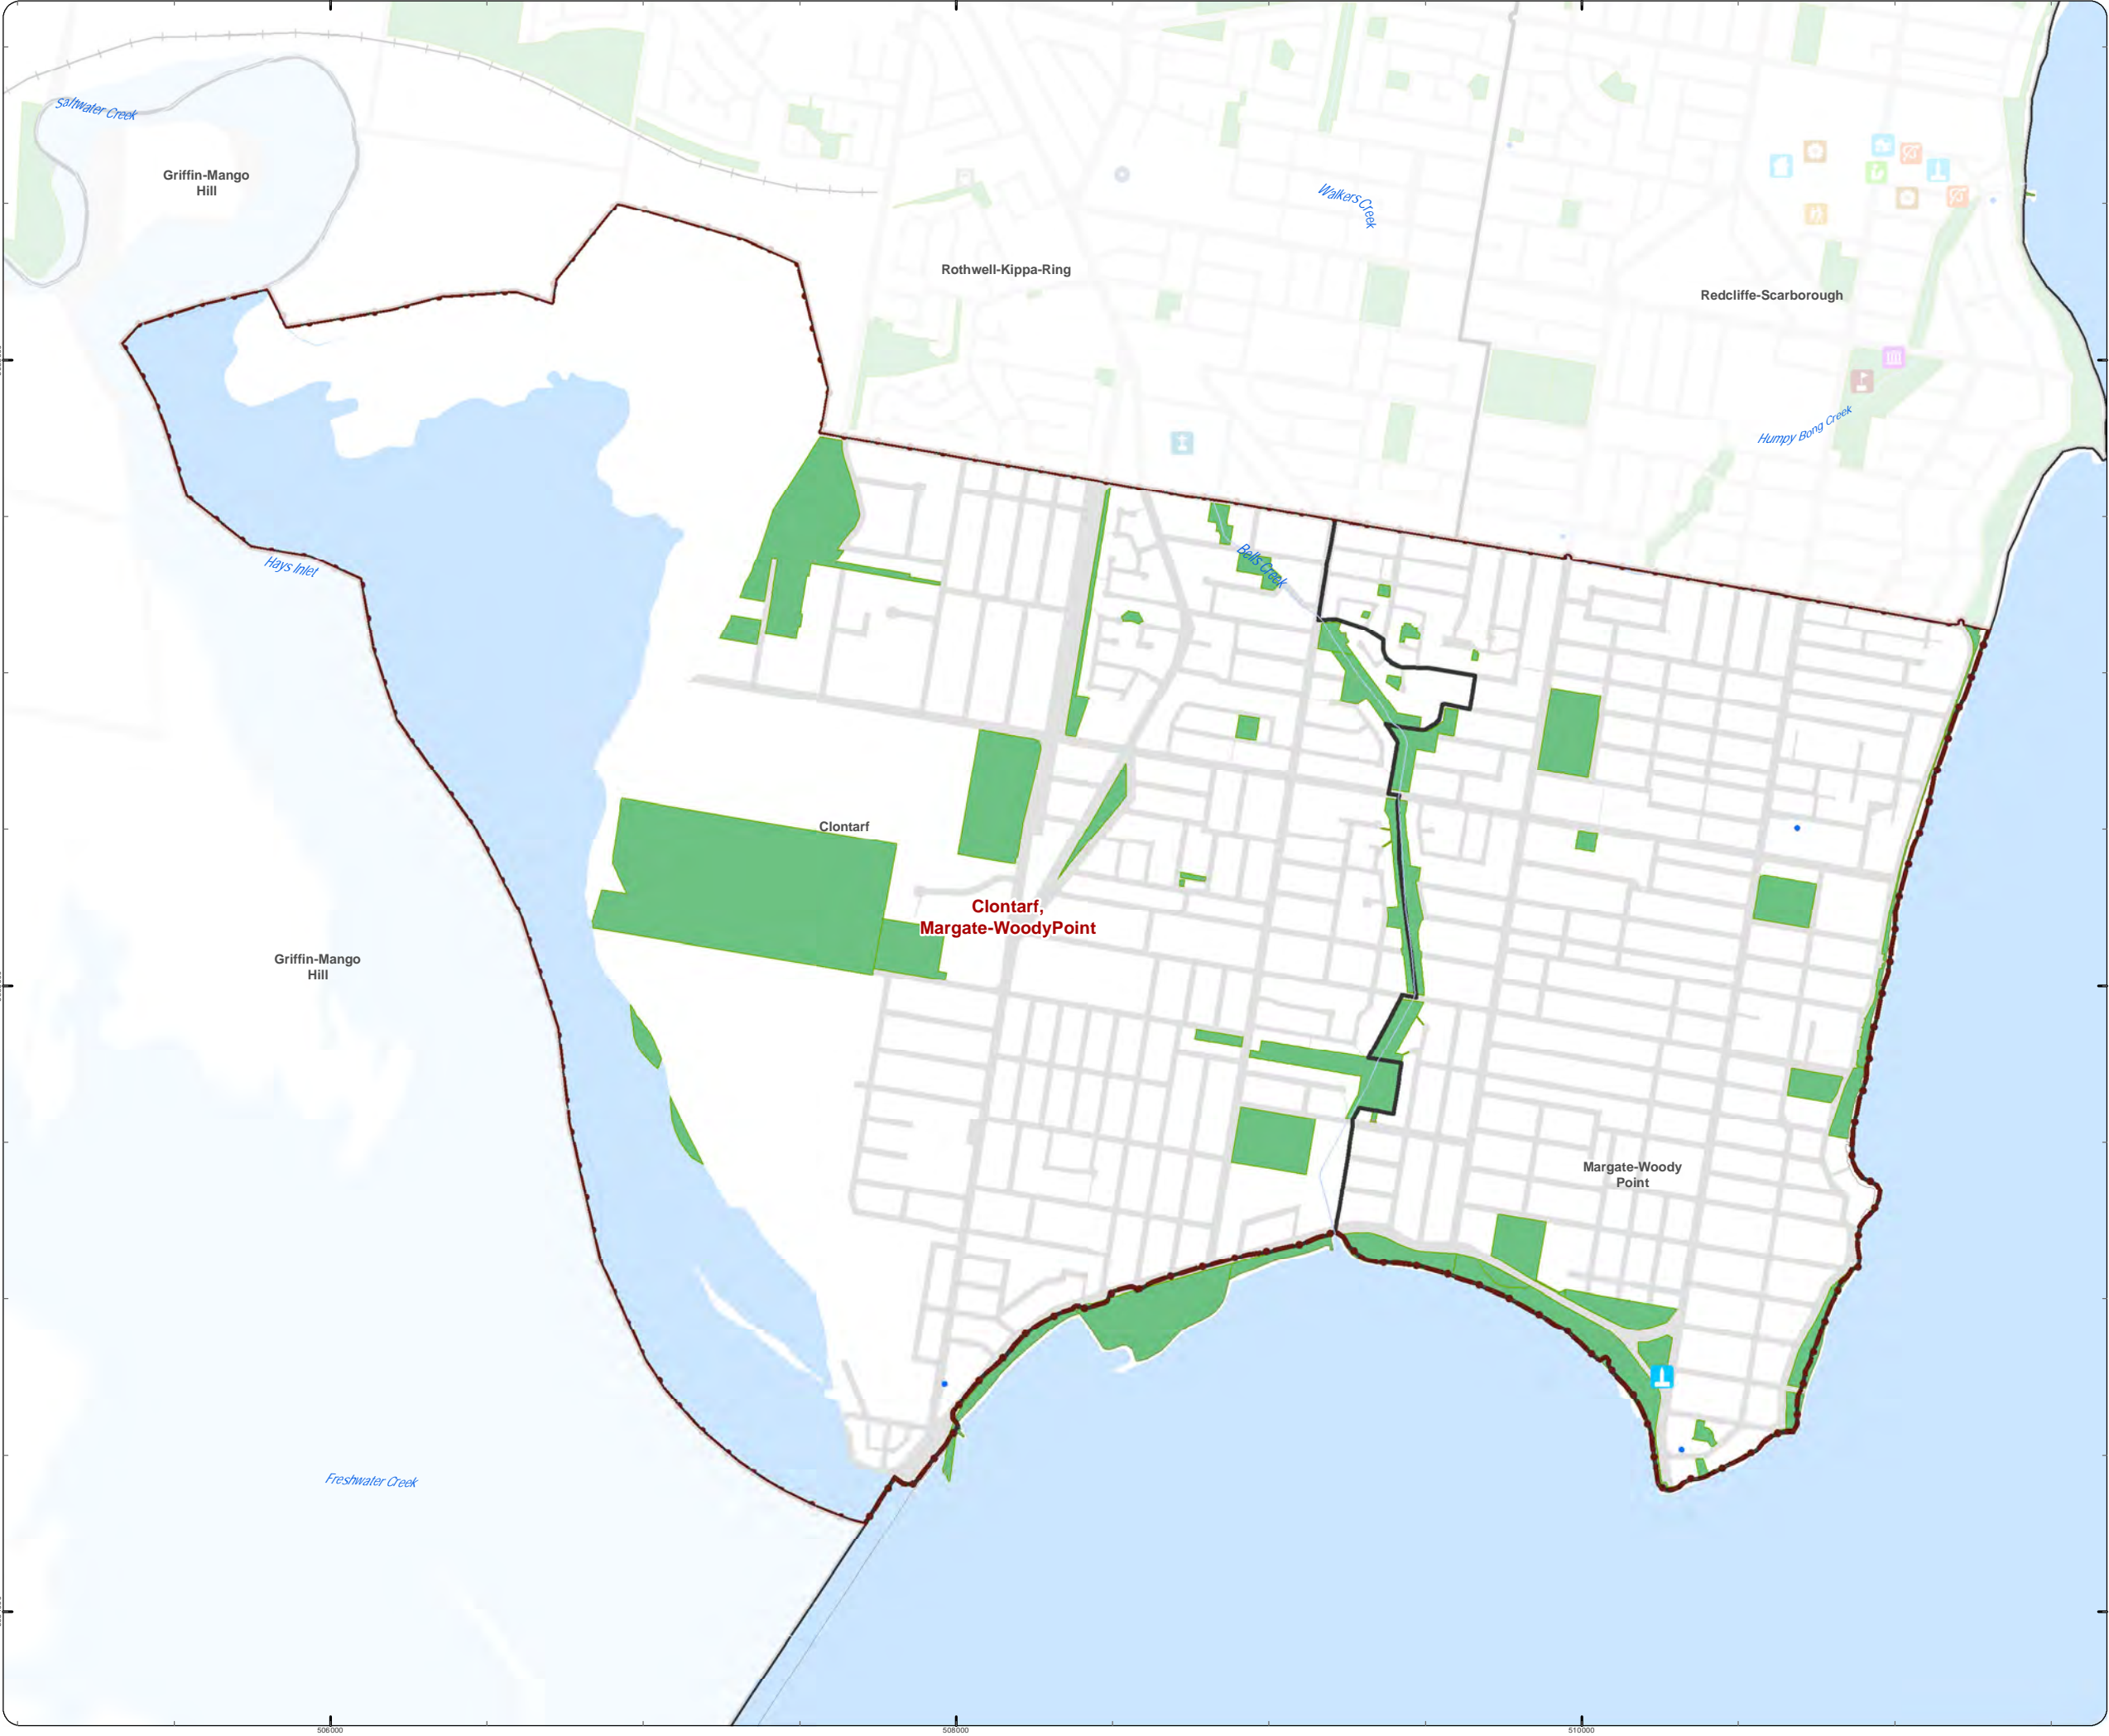 Saltwater Creek
Griffin-Mango
Hill
Walkers Creek
Rothwell-Kippa-Ring
Redcliffe-Scarborough
Humpy Bong Creek
Hays Inlet
Bells Creek
Clontarf
Clontarf,
Margate-WoodyPoint
Griffin-Mango
Hill
Margate-Woody
Point
Freshwater Creek
506000
508000
510000